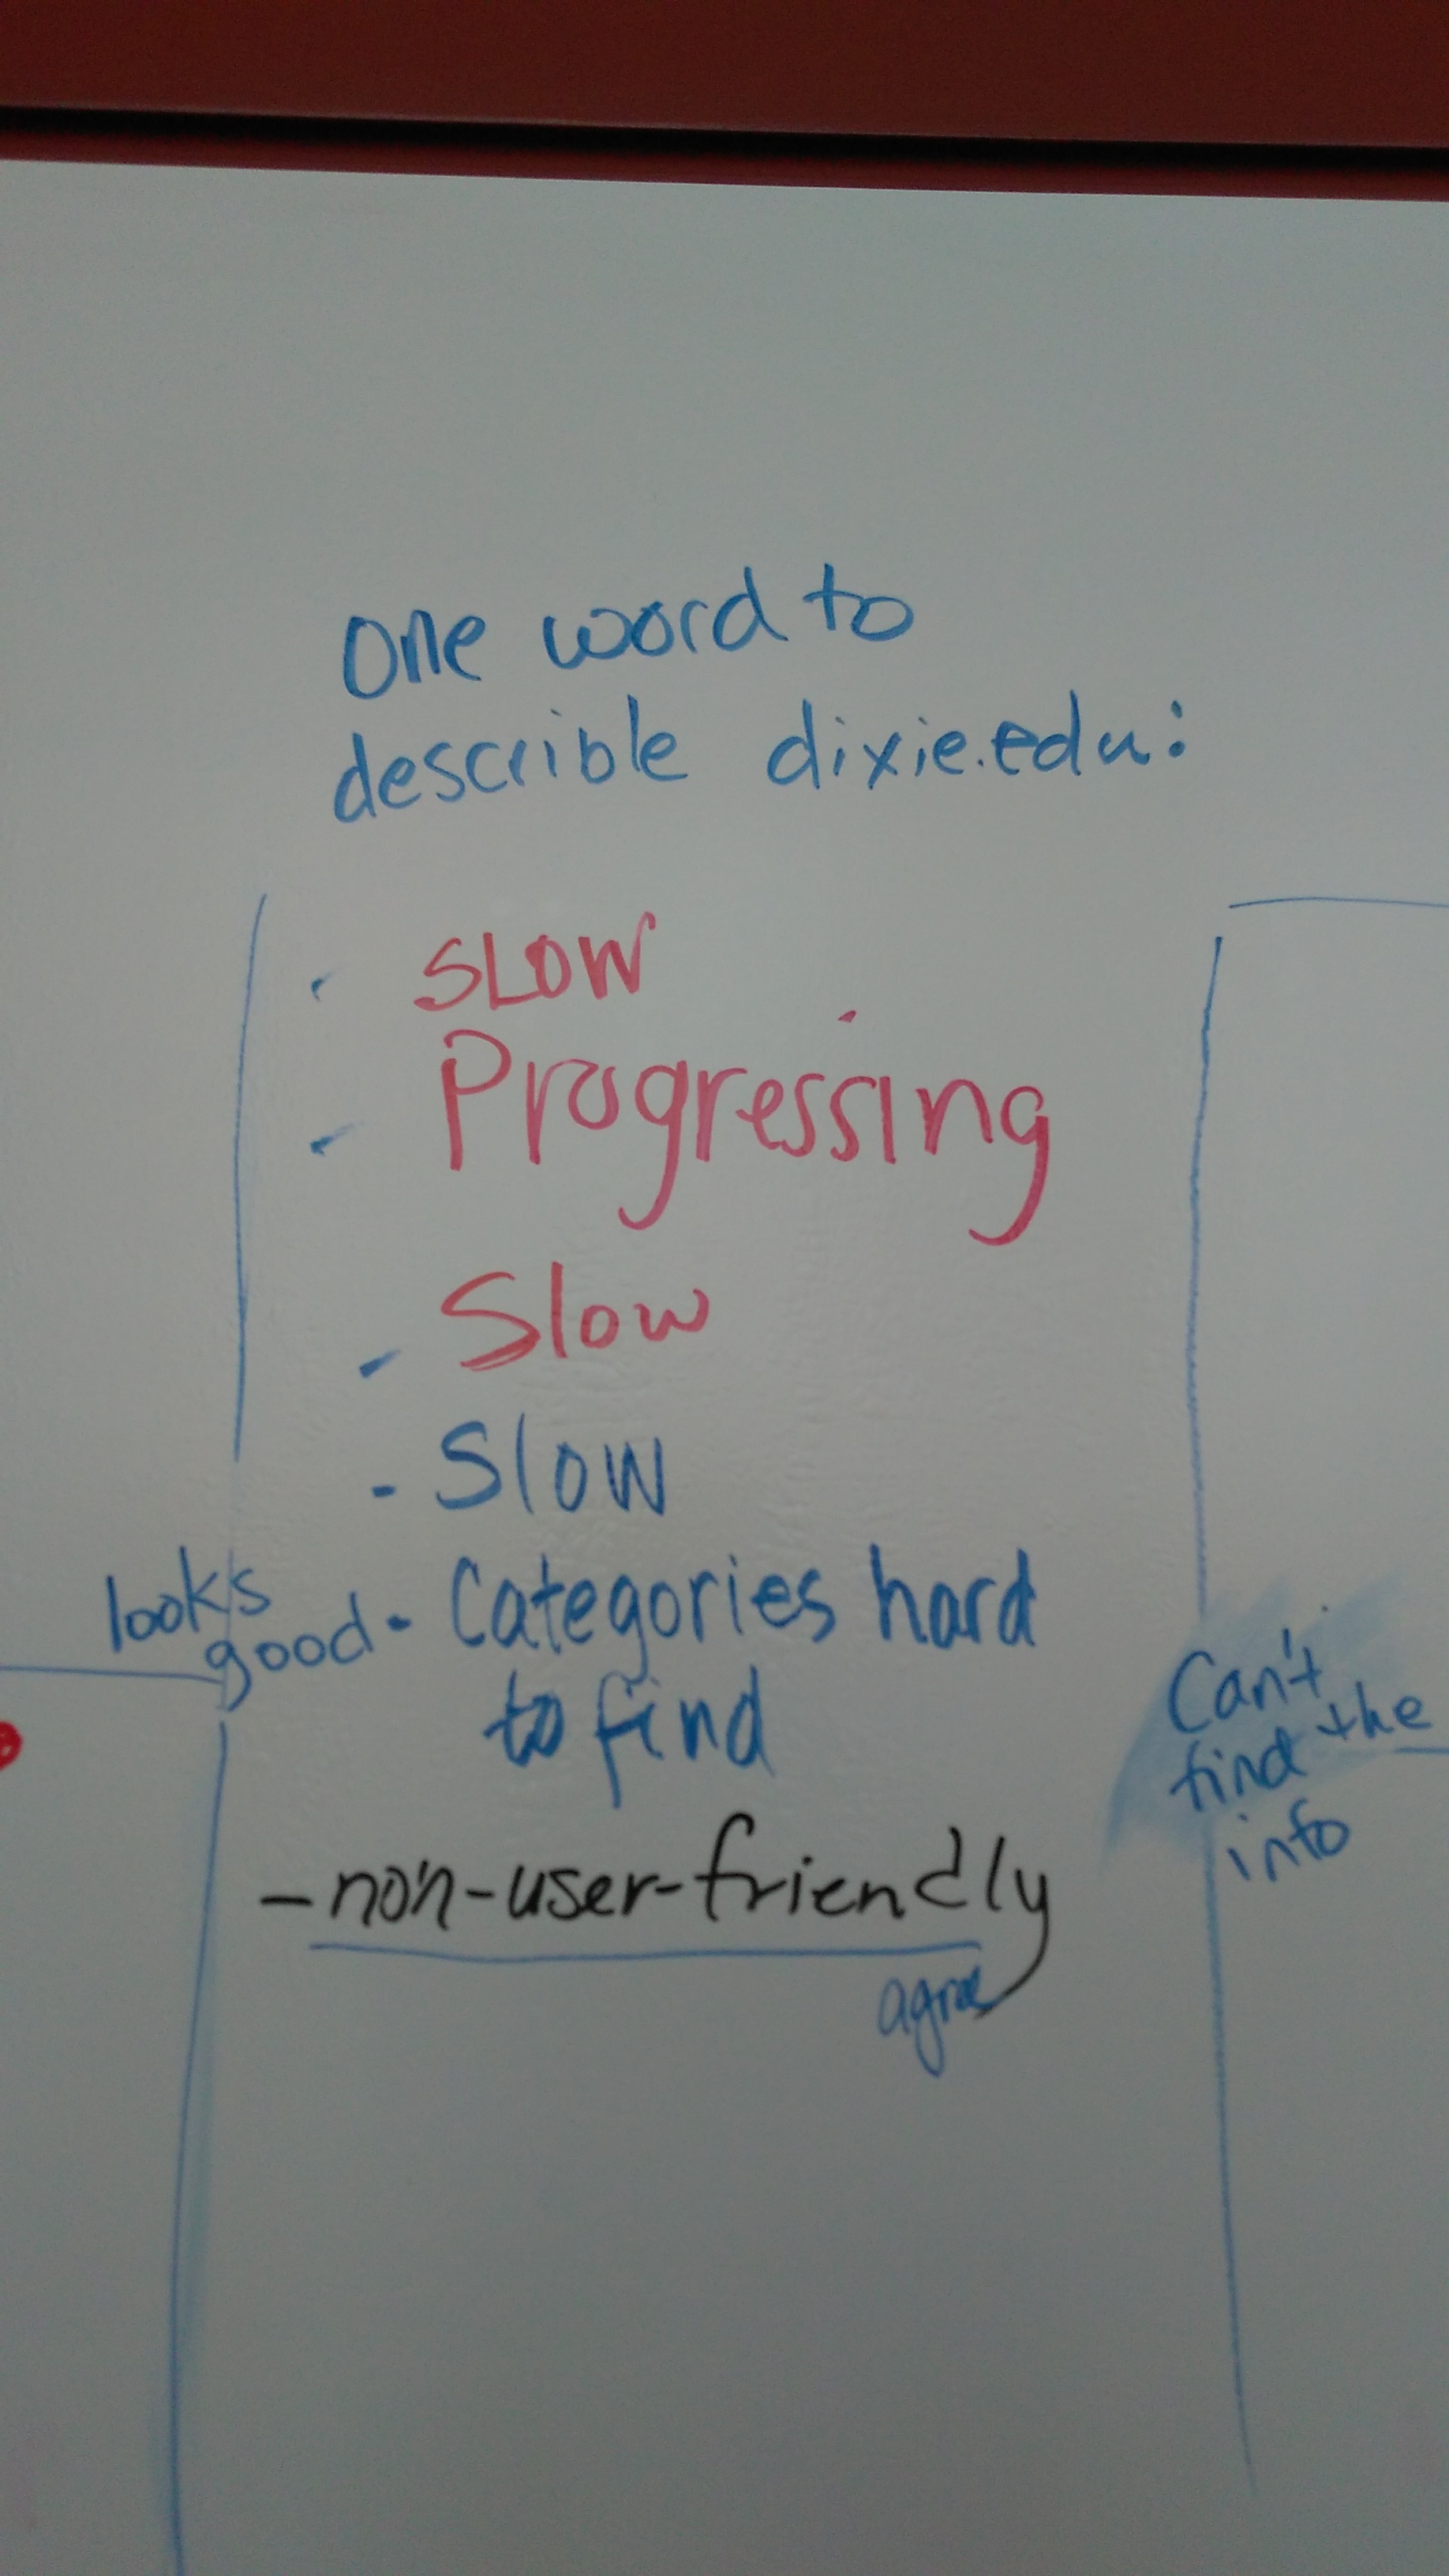 One word to
describle dixie.edu:
- SLOW
- Progressing
- Slow
- Slow
looks
good
- Categories hard
to find
Can't
find the
info
- non-user-friendly
agree